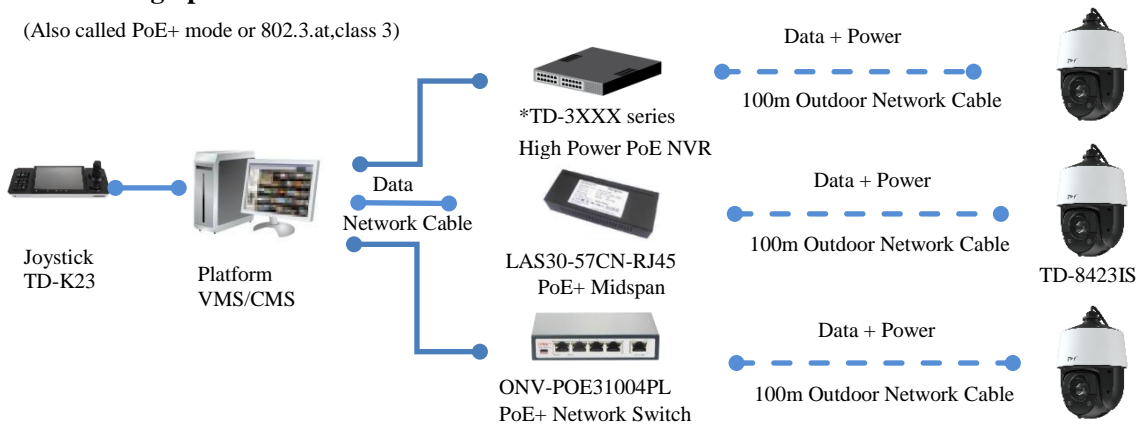 (Also called PoE+ mode or 802.3.at,class 3)
Data + Power
100m Outdoor Network Cable
*TD-3XXX series
High Power PoE NVR
Data
Network Cable
Data + Power
100m Outdoor Network Cable
Joystick
TD-K23
Platform
VMS/CMS
LAS30-57CN-RJ45
PoE+ Midspan
TD-8423IS
Data + Power
100m Outdoor Network Cable
ONV-POE31004PL
PoE+ Network Switch